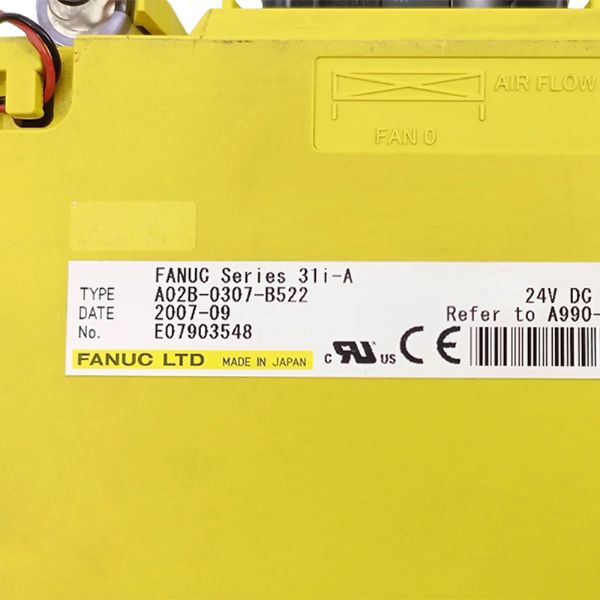 AIR FLOW
FAN 0
FANUC Series 31i-A
TYPE A02B-0307-B522 24V DC
DATE 2007-09 Refer to A990-
No. E07903548
FANUC LTD MADE IN JAPAN c RU US CE